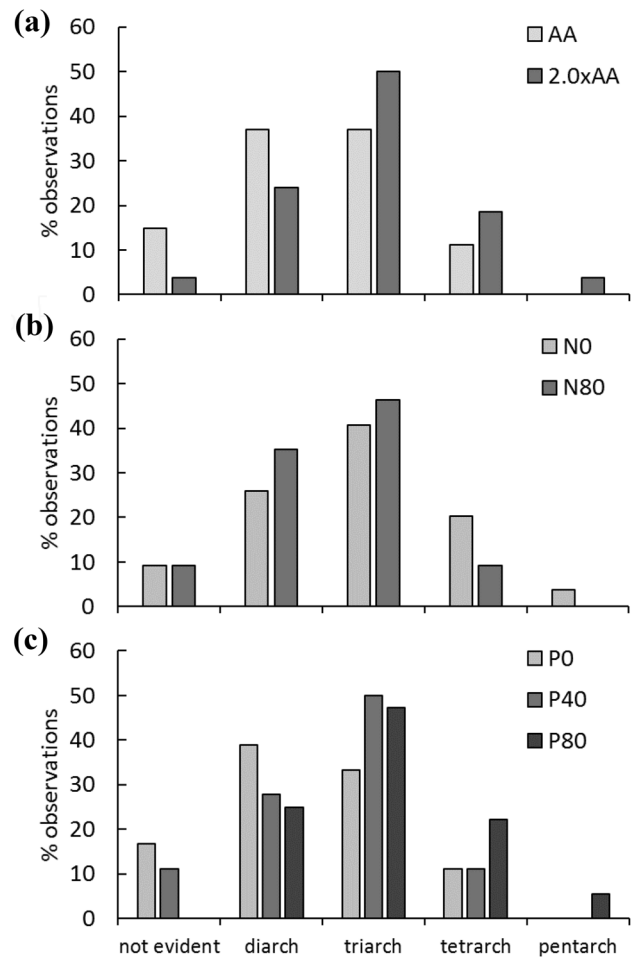 (a)
60
50
40
30
20
10
0
% observations
AA
2.0xAA
(b)
60
50
40
30
20
10
0
% observations
N0
N80
(c)
60
50
40
30
20
10
0
% observations
P0
P40
P80
not evident diarch triarch tetrarch pentarch